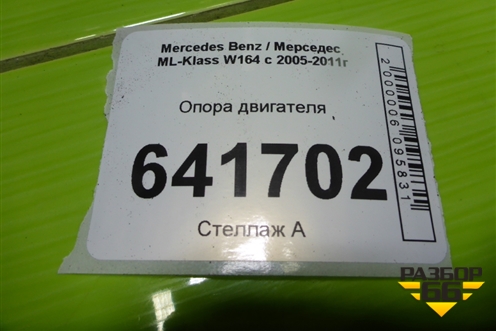 Mercedes Benz / Мерседес
ML-Klass W164 с 2005-2011г
Опора двигателя
641702
Стеллаж А
2000006095831
РАЗБОР
66